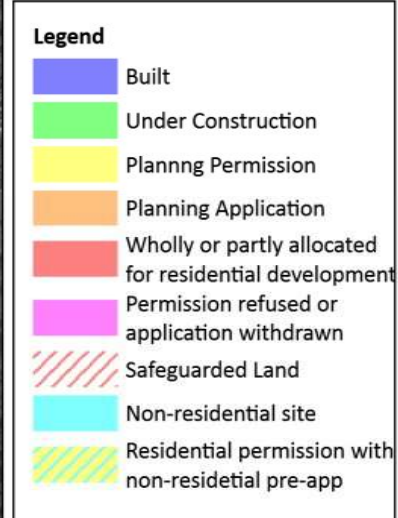 Legend
Built
Under Construction
Plannng Permission
Planning Application
Wholly or partly allocated
for residential development
Permission refused or
application withdrawn
Safeguarded Land
Non-residential site
Residential permission with
non-residetial pre-app